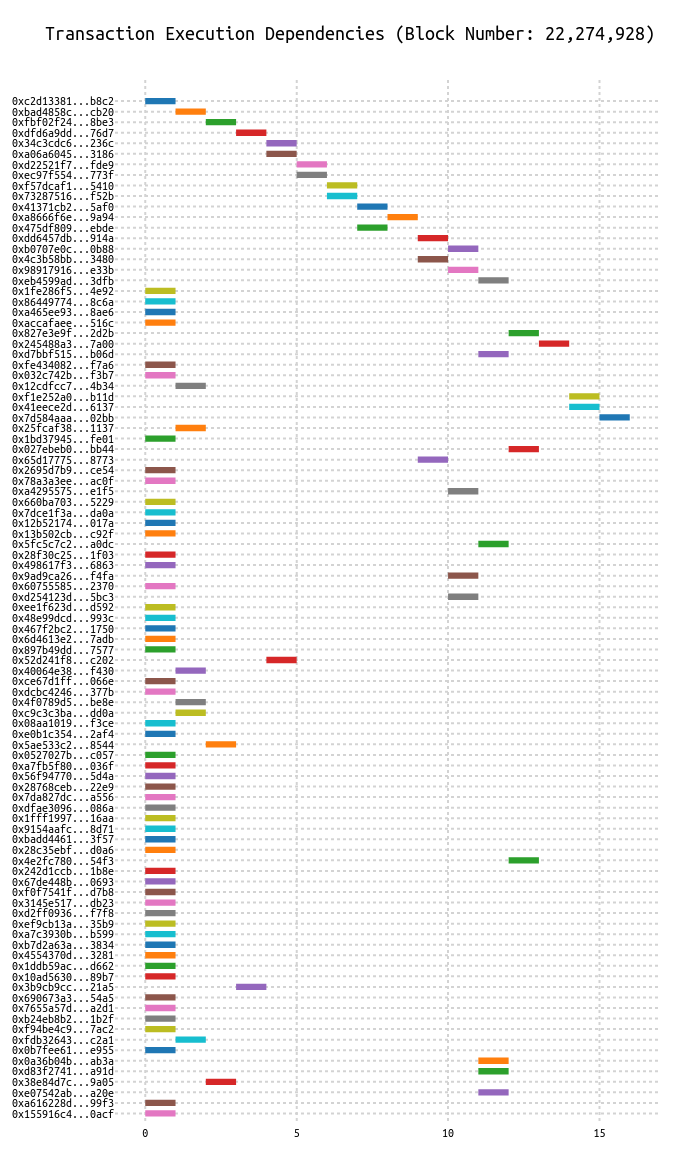 Transaction Execution Dependencies (Block Number: 22,274,928)
0xc2d13381...b8c2
0xbad4858c...cb20
0xfbf02f24...8be3
0xdfd6a9dd...76d7
0x34c3cdc6...236c
0xa06a6045...3186
0xd22521f7...fde9
0xec97f554...773f
0xf57dcaf1...5410
0x73287516...f52b
0x41371cb2...5af0
0xa8666f6e...9a94
0x475df809...ebde
0xdd6457db...914a
0xb0707e0c...0b88
0x4c3b58bb...3480
0x98917916...e33b
0xeb4599ad...3dfb
0x1fe286f5...4e92
0x86449774...8c6a
0xa465ee93...8ae6
0xaccafaee...516c
0x827e3e9f...2d2b
0x245488a3...7a00
0xd7bbf515...b06d
0xfe434082...f7a6
0x032c742b...f3b7
0x12cdfcc7...4b34
0xf1e252a0...b11d
0x41eece2d...6137
0x7d584aaa...02bb
0x25fcaf38...1137
0x1bd37945...fe01
0x027ebeb0...bb44
0x65d17775...8773
0x2695d7b9...ce54
0x78a3a3ee...ac0f
0xa4295575...e1f5
0x660ba703...5229
0x7dce1f3a...da0a
0x12b52174...017a
0x13b502cb...c92f
0x5fc5c7c2...a0dc
0x28f30c25...1f03
0x498617f3...6863
0x9ad9ca26...f4fa
0x60755585...2370
0xd254123d...5bc3
0xee1f623d...d592
0x48e99dcd...993c
0x467f2bc2...1750
0x6d4613e2...7adb
0x897b49dd...7577
0x52d241f8...c202
0x40064e38...f430
0xce67d1ff...066e
0xdcbc4246...377b
0x4f0789d5...be8e
0xc9c3c3ba...dd0a
0x08aa1019...f3ce
0xe0b1c354...2af4
0x5ae533c2...8544
0x0527027b...c057
0xa7fb5f80...036f
0x56f94770...5d4a
0x28768ceb...22e9
0x7da827dc...a556
0xdfae3096...086a
0x1fff1997...16aa
0x9154aafc...8d71
0xbadd4461...3f57
0x28c35ebf...d0a6
0x4e2fc780...54f3
0x242d1ccb...1b8e
0x67de448b...0693
0xf0f7541f...d7b8
0x3145e517...db23
0xd2ff0936...f7f8
0xef9cb13a...35b9
0xa7c3930b...b599
0xb7d2a63a...3834
0x4554370d...3281
0x1ddb59ac...d662
0x10ad5630...89b7
0x3b9cb9cc...21a5
0x690673a3...54a5
0x7655a57d...a2d1
0xb24eb8b2...1b2f
0xf94be4c9...7ac2
0xfdb32643...c2a1
0x0b7fee61...e955
0x0a36b04b...ab3a
0xd83f2741...a91d
0x38e84d7c...9a05
0xe07542ab...a20e
0xa616228d...99f3
0x155916c4...0acf
0 5 10 15